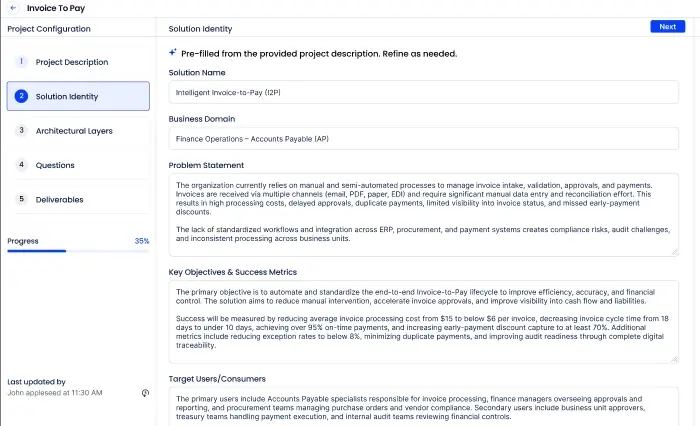 Invoice To Pay
Project Configuration
1 Project Description
2 Solution Identity
3 Architectural Layers
4 Questions
5 Deliverables
Progress 35%
Last updated by
John appleseed at 11:30 AM
Solution Identity
Next
Pre-filled from the provided project description. Refine as needed.
Solution Name
Intelligent Invoice-to-Pay (I2P)
Business Domain
Finance Operations – Accounts Payable (AP)
Problem Statement
The organization currently relies on manual and semi-automated processes to manage invoice intake, validation, approvals, and payments.
Invoices are received via multiple channels (email, PDF, paper, EDI) and require significant manual data entry and reconciliation effort. This
results in high processing costs, delayed approvals, duplicate payments, limited visibility into invoice status, and missed early-payment
discounts.
The lack of standardized workflows and integration across ERP, procurement, and payment systems creates compliance risks, audit challenges,
and inconsistent processing across business units.
Key Objectives & Success Metrics
The primary objective is to automate and standardize the end-to-end Invoice-to-Pay lifecycle to improve efficiency, accuracy, and financial
control. The solution aims to reduce manual intervention, accelerate invoice approvals, and improve visibility into cash flow and liabilities.
Success will be measured by reducing average invoice processing cost from $15 to below $6 per invoice, decreasing invoice cycle time from 18
days to under 10 days, achieving over 95% on-time payments, and increasing early-payment discount capture to at least 70%. Additional
metrics include reducing exception rates to below 8%, minimizing duplicate payments, and improving audit readiness through complete digital
traceability.
Target Users/Consumers
The primary users include Accounts Payable specialists responsible for invoice processing, finance managers overseeing approvals and
reporting, and procurement teams managing purchase orders and vendor compliance. Secondary users include business unit approvers,
treasury teams handling payment execution, and internal audit teams reviewing financial controls.